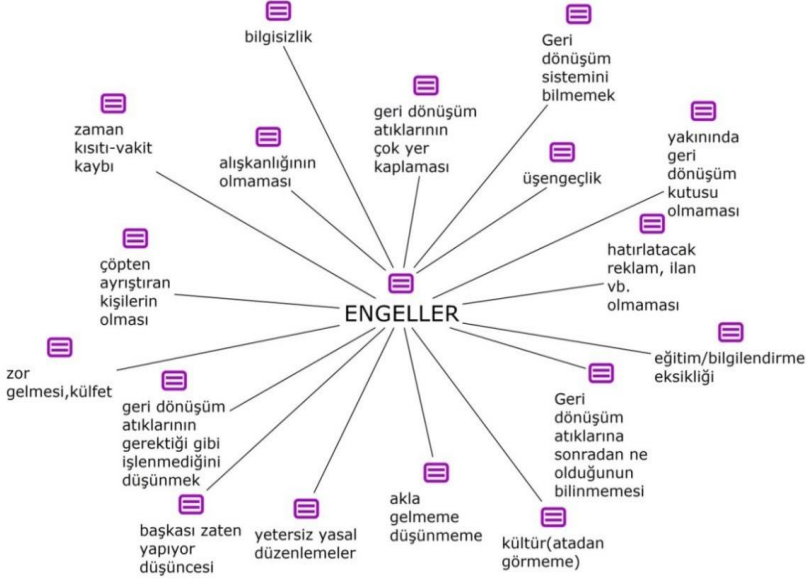 bilgisizlik
Geri
dönüşüm
sistemini
bilmemek
zaman
kısıtı-vakit
kaybı
alışkanlığının
olmaması
geri dönüşüm
atıklarının
çok yer
kaplaması
üşengeçlik
yakınında
geri
dönüşüm
kutusu
olmaması
çöpten
ayrıştıran
kişilerin
olması
hatırlatacak
reklam, ilan
vb.
olmaması
ENGELLER
zor
gelmesi,külfet
eğitim/bilgilendirme
eksikliği
geri dönüşüm
atıklarının
gerektiği gibi
işlenmediğini
düşünmek
Geri
dönüşüm
atıklarına
sonradan ne
olduğunun
bilinmemesi
başkası zaten
yapıyor
düşüncesi
yetersiz yasal
düzenlemeler
akla
gelmeme
düşünmeme
kültür(atadan
görmeme)